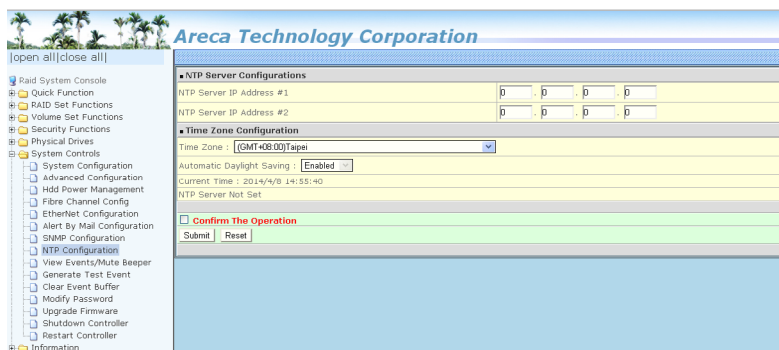 Areca Technology Corporation
|open all|close all|
Raid System Console
Quick Function
RAID Set Functions
Volume Set Functions
Security Functions
Physical Drives
System Controls
System Configuration
Advanced Configuration
Hdd Power Management
Fibre Channel Config
EtherNet Configuration
Alert By Mail Configuration
SNMP Configuration
NTP Configuration
View Events/Mute Beeper
Generate Test Event
Clear Event Buffer
Modify Password
Upgrade Firmware
Shutdown Controller
Restart Controller
Information
NTP Server Configurations
NTP Server IP Address #1 0 . 0 . 0 . 0
NTP Server IP Address #2 0 . 0 . 0 . 0
Time Zone Configuration
Time Zone : (GMT+08:00)Taipei
Automatic Daylight Saving : Enabled
Current Time : 2014/4/8 14:55:40
NTP Server Not Set
Confirm The Operation
Submit Reset